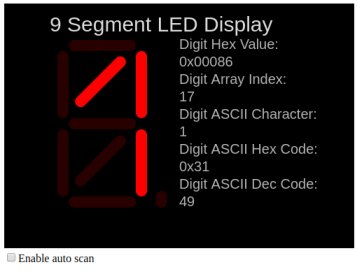 9 Segment LED Display
Digit Hex Value:
0x00086
Digit Array Index:
17
Digit ASCII Character:
1
Digit ASCII Hex Code:
0x31
Digit ASCII Dec Code:
49
Enable auto scan